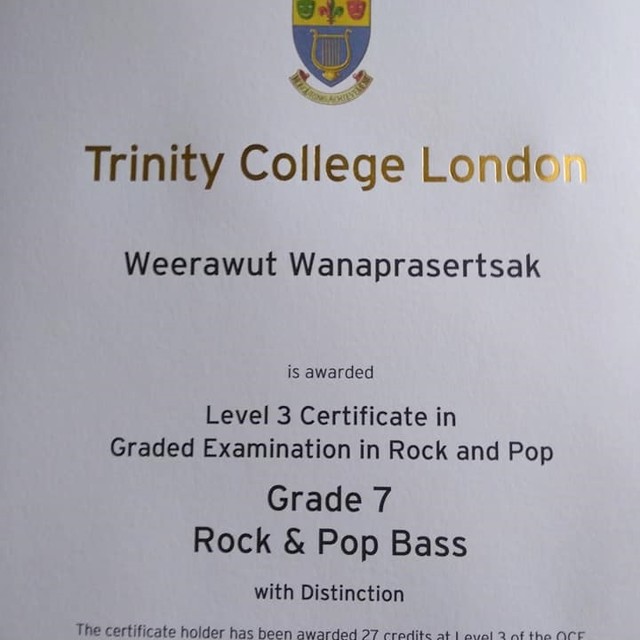 Trinity College London
Weerawut Wanaprasertsak
is awarded
Level 3 Certificate in
Graded Examination in Rock and Pop
Grade 7
Rock & Pop Bass
with Distinction
The certificate holder has been awarded 27 credits at Level 3 of the QCF